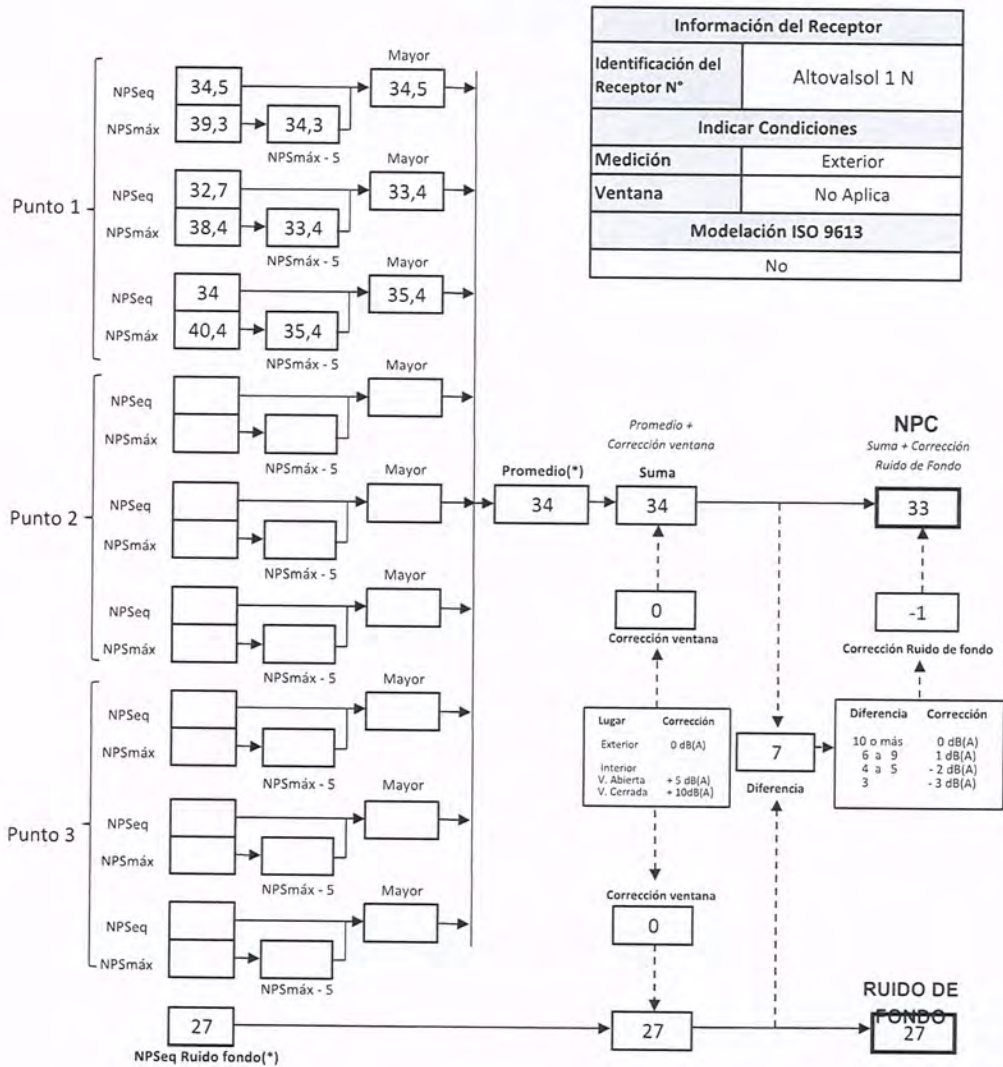 Información del Receptor
Identificación del Receptor N°
Altovalsol 1 N
Indicar Condiciones
Medición
Exterior
Ventana
No Aplica
Modelación ISO 9613
No
Punto 1
Mayor
NPSeq
34,5
34,5
NPSmáx
39,3
34,3
NPSmáx - 5
Mayor
NPSeq
32,7
33,4
NPSmáx
38,4
33,4
NPSmáx - 5
Mayor
NPSeq
34
35,4
NPSmáx
40,4
35,4
NPSmáx - 5
Punto 2
Mayor
NPSeq
NPSmáx
NPSmáx - 5
Mayor
NPSeq
NPSmáx
NPSmáx - 5
Mayor
NPSeq
NPSmáx
NPSmáx - 5
Punto 3
Mayor
NPSeq
NPSmáx
NPSmáx - 5
Mayor
NPSeq
NPSmáx
NPSmáx - 5
Mayor
NPSeq
NPSmáx
NPSmáx - 5
27
NPSeq Ruido fondo(*)
Promedio(*)
34
Promedio +
Corrección ventana
Suma
34
0
Corrección ventana
Lugar Corrección
Exterior 0 dB(A)
Interior
V. Abierta + 5 dB(A)
V. Cerrada + 10dB(A)
Corrección ventana
0
27
7
Diferencia
NPC
Suma + Corrección
Ruido de Fondo
33
-1
Corrección Ruido de fondo
Diferencia Corrección
10 o más 0 dB(A)
6 a 9 1 dB(A)
4 a 5 - 2 dB(A)
3 - 3 dB(A)
RUIDO DE
FONDO
27